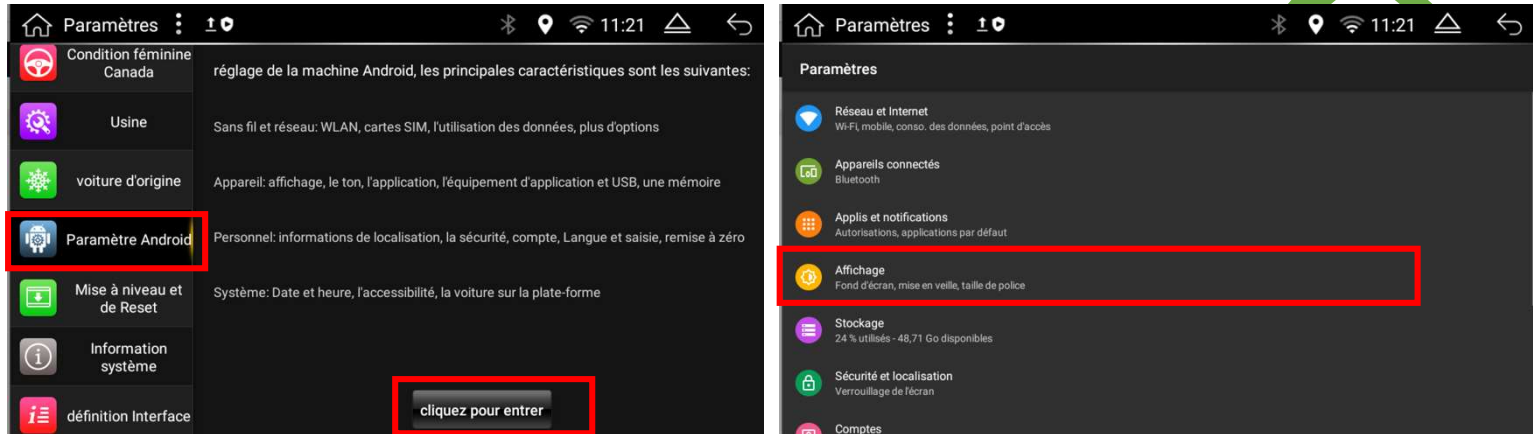 Paramètres
11:21
Condition féminine
Canada
Usine
voiture d'origine
Paramètre Android
Mise à niveau et
de Reset
Information
système
définition Interface
réglage de la machine Android, les principales caractéristiques sont les suivantes:
Sans fil et réseau: WLAN, cartes SIM, l'utilisation des données, plus d'options
Appareil: affichage, le ton, l'application, l'équipement d'application et USB, une mémoire
Personnel: informations de localisation, la sécurité, compte, Langue et saisie, remise à zéro
Système: Date et heure, l'accessibilité, la voiture sur la plate-forme
cliquez pour entrer
Paramètres
11:21
Paramètres
Réseau et Internet
Wi-Fi, mobile, conso. des données, point d'accès
Appareils connectés
Bluetooth
Applis et notifications
Autorisations, applications par défaut
Affichage
Fond d'écran, mise en veille, taille de police
Stockage
24 % utilisés - 48,71 Go disponibles
Sécurité et localisation
Verrouillage de l'écran
Comptes